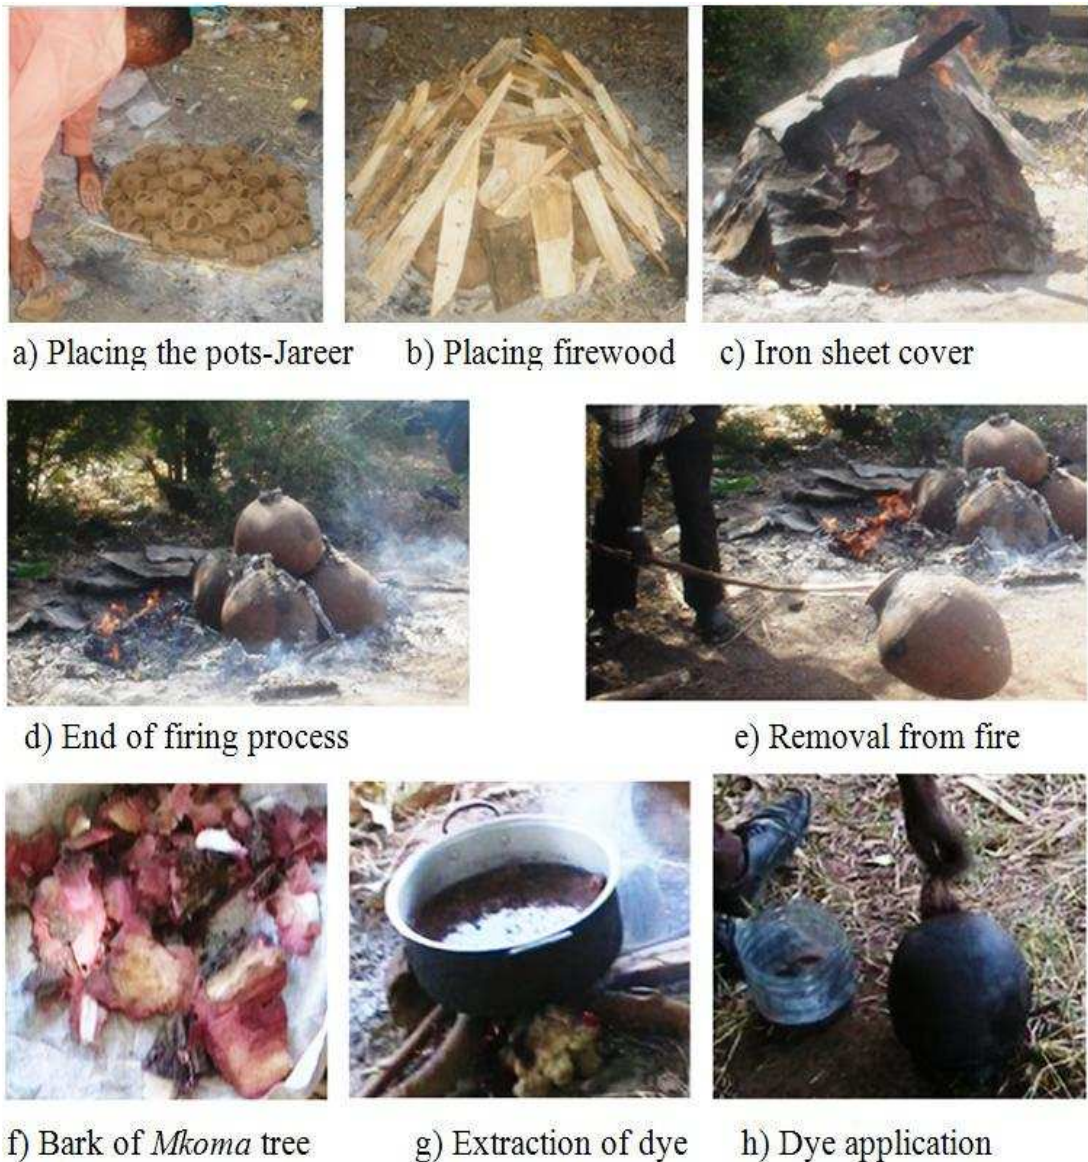 a) Placing the pots-Jareer
b) Placing firewood
c) Iron sheet cover
d) End of firing process
e) Removal from fire
f) Bark of Mkoma tree
g) Extraction of dye
h) Dye application